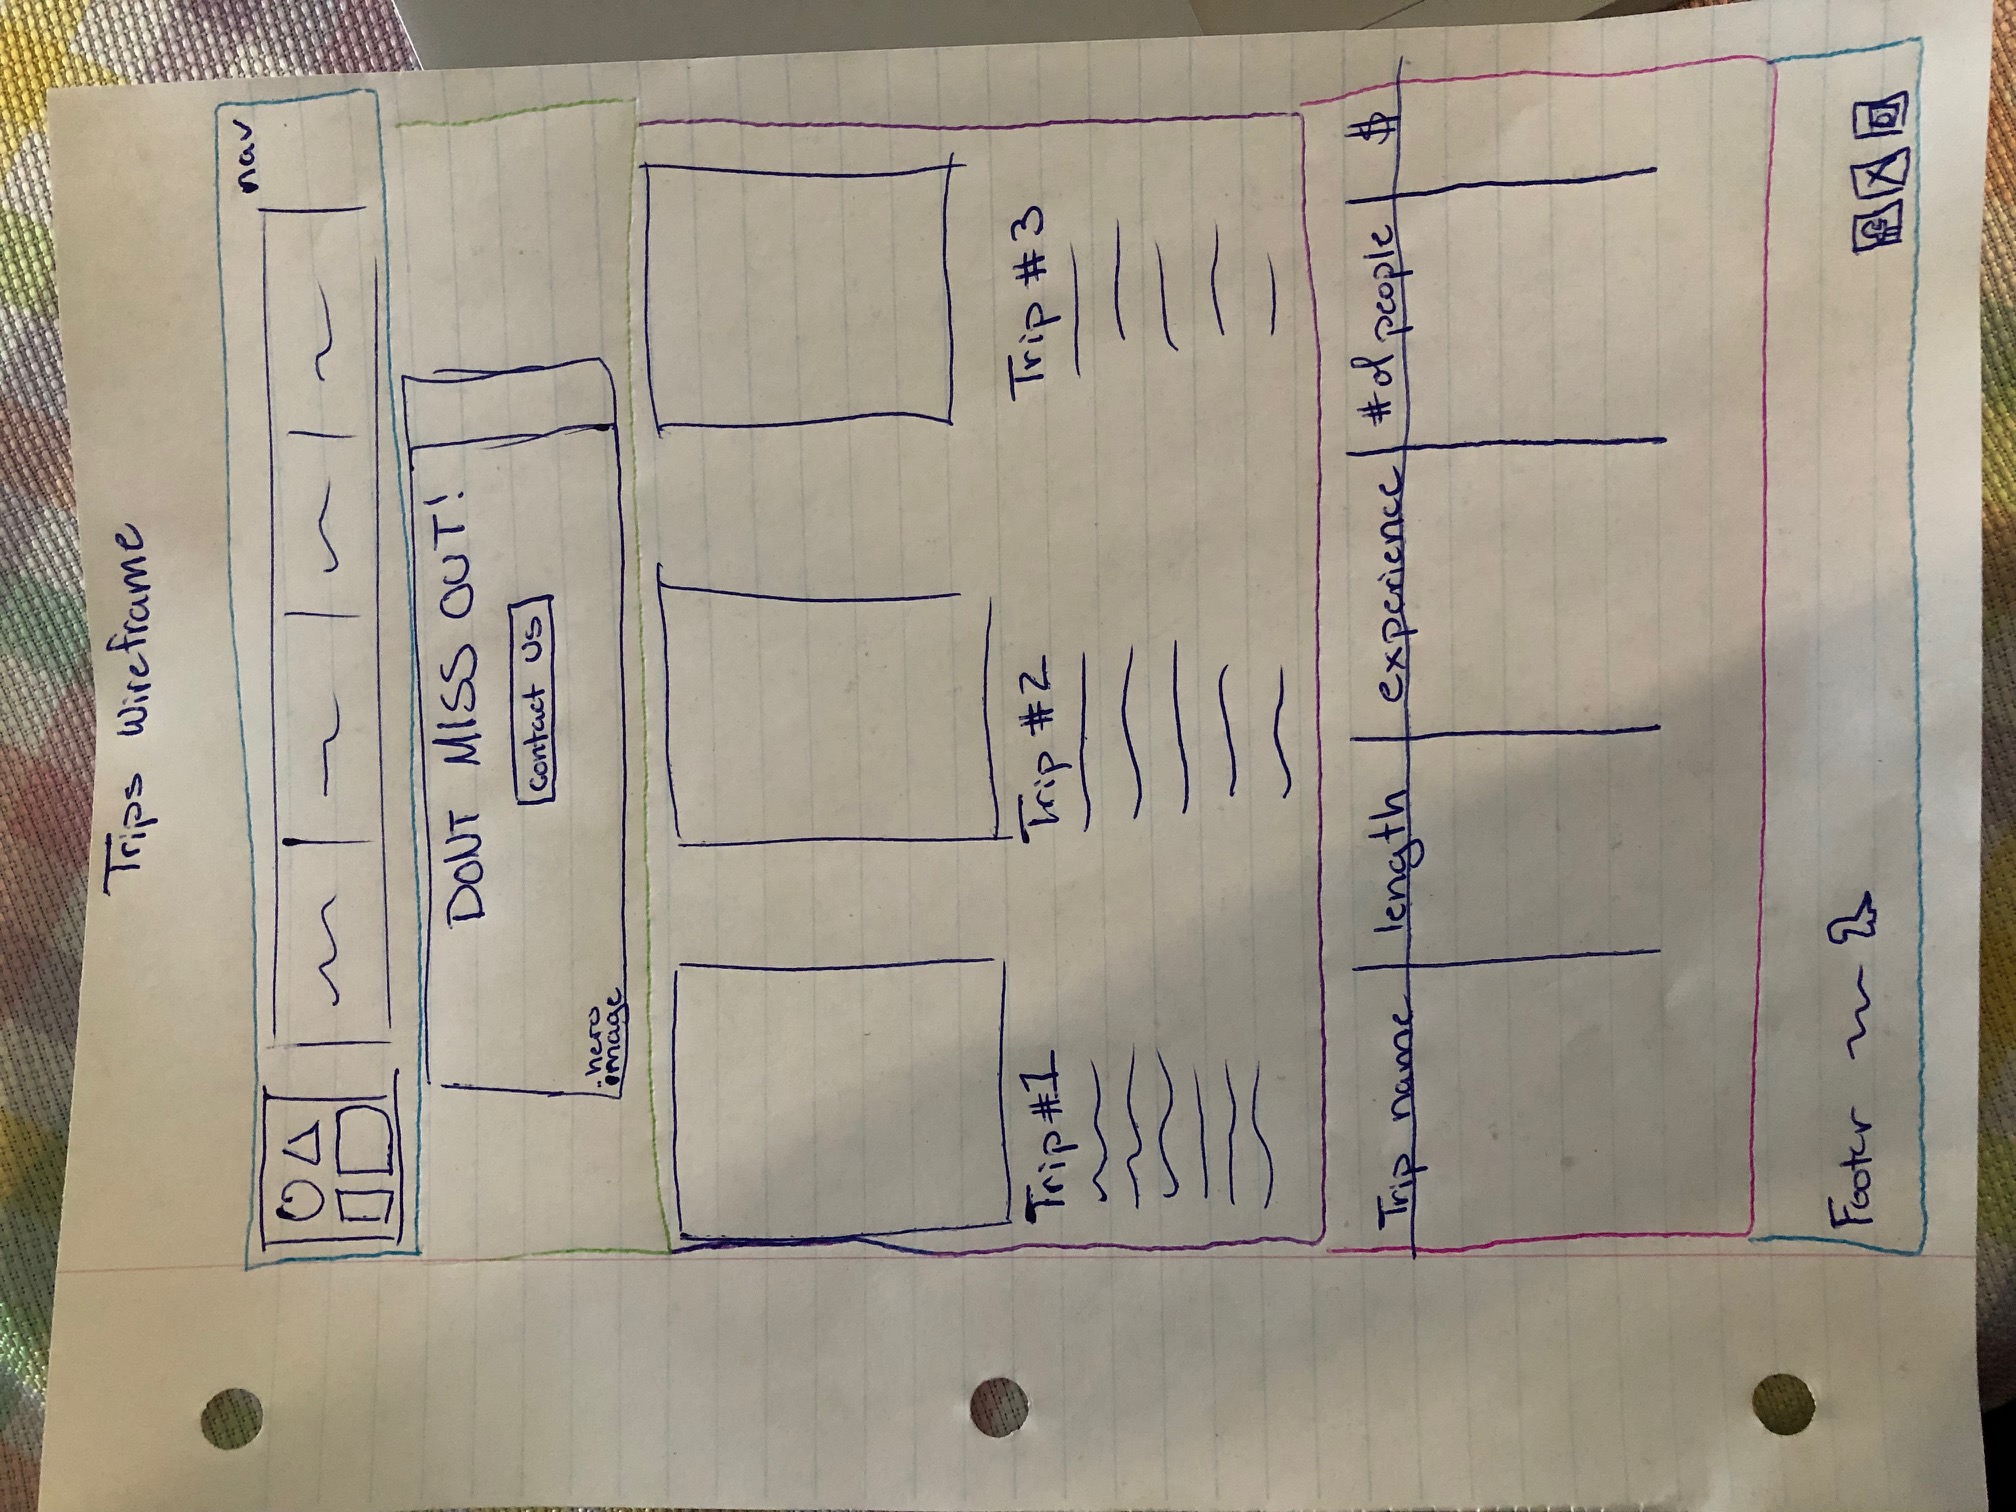 Trips Wireframe
nav
DONT MISS OUT!
Contact Us
hero
image
Trip #1 Trip #2 Trip #3
Trip name length experience # of people $
Footer
f X